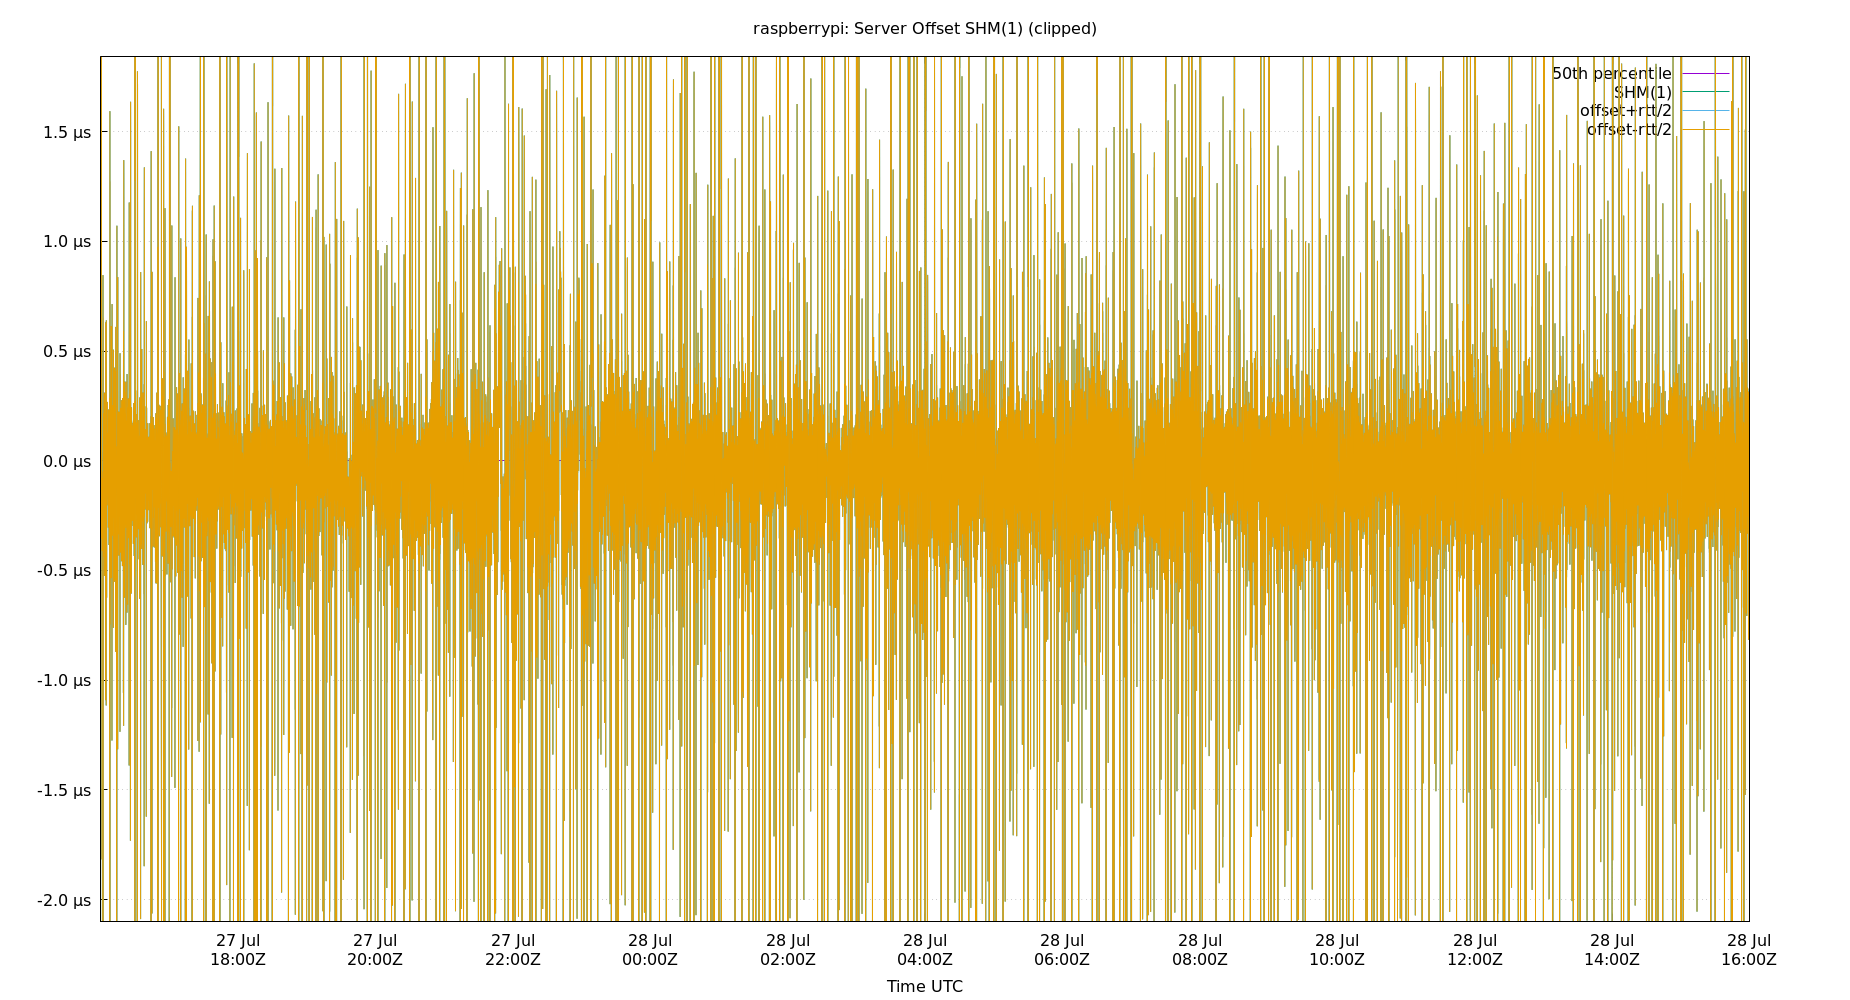 raspberrypi: Server Offset SHM(1) (clipped)
50th percentile
SHM(1)
offset+rtt/2
offset-rtt/2
1.5 µs
1.0 µs
0.5 µs
0.0 µs
-0.5 µs
-1.0 µs
-1.5 µs
-2.0 µs
27 Jul 27 Jul 27 Jul 28 Jul 28 Jul 28 Jul 28 Jul 28 Jul 28 Jul 28 Jul 28 Jul 28 Jul
18:00Z 20:00Z 22:00Z 00:00Z 02:00Z 04:00Z 06:00Z 08:00Z 10:00Z 12:00Z 14:00Z 16:00Z
Time UTC